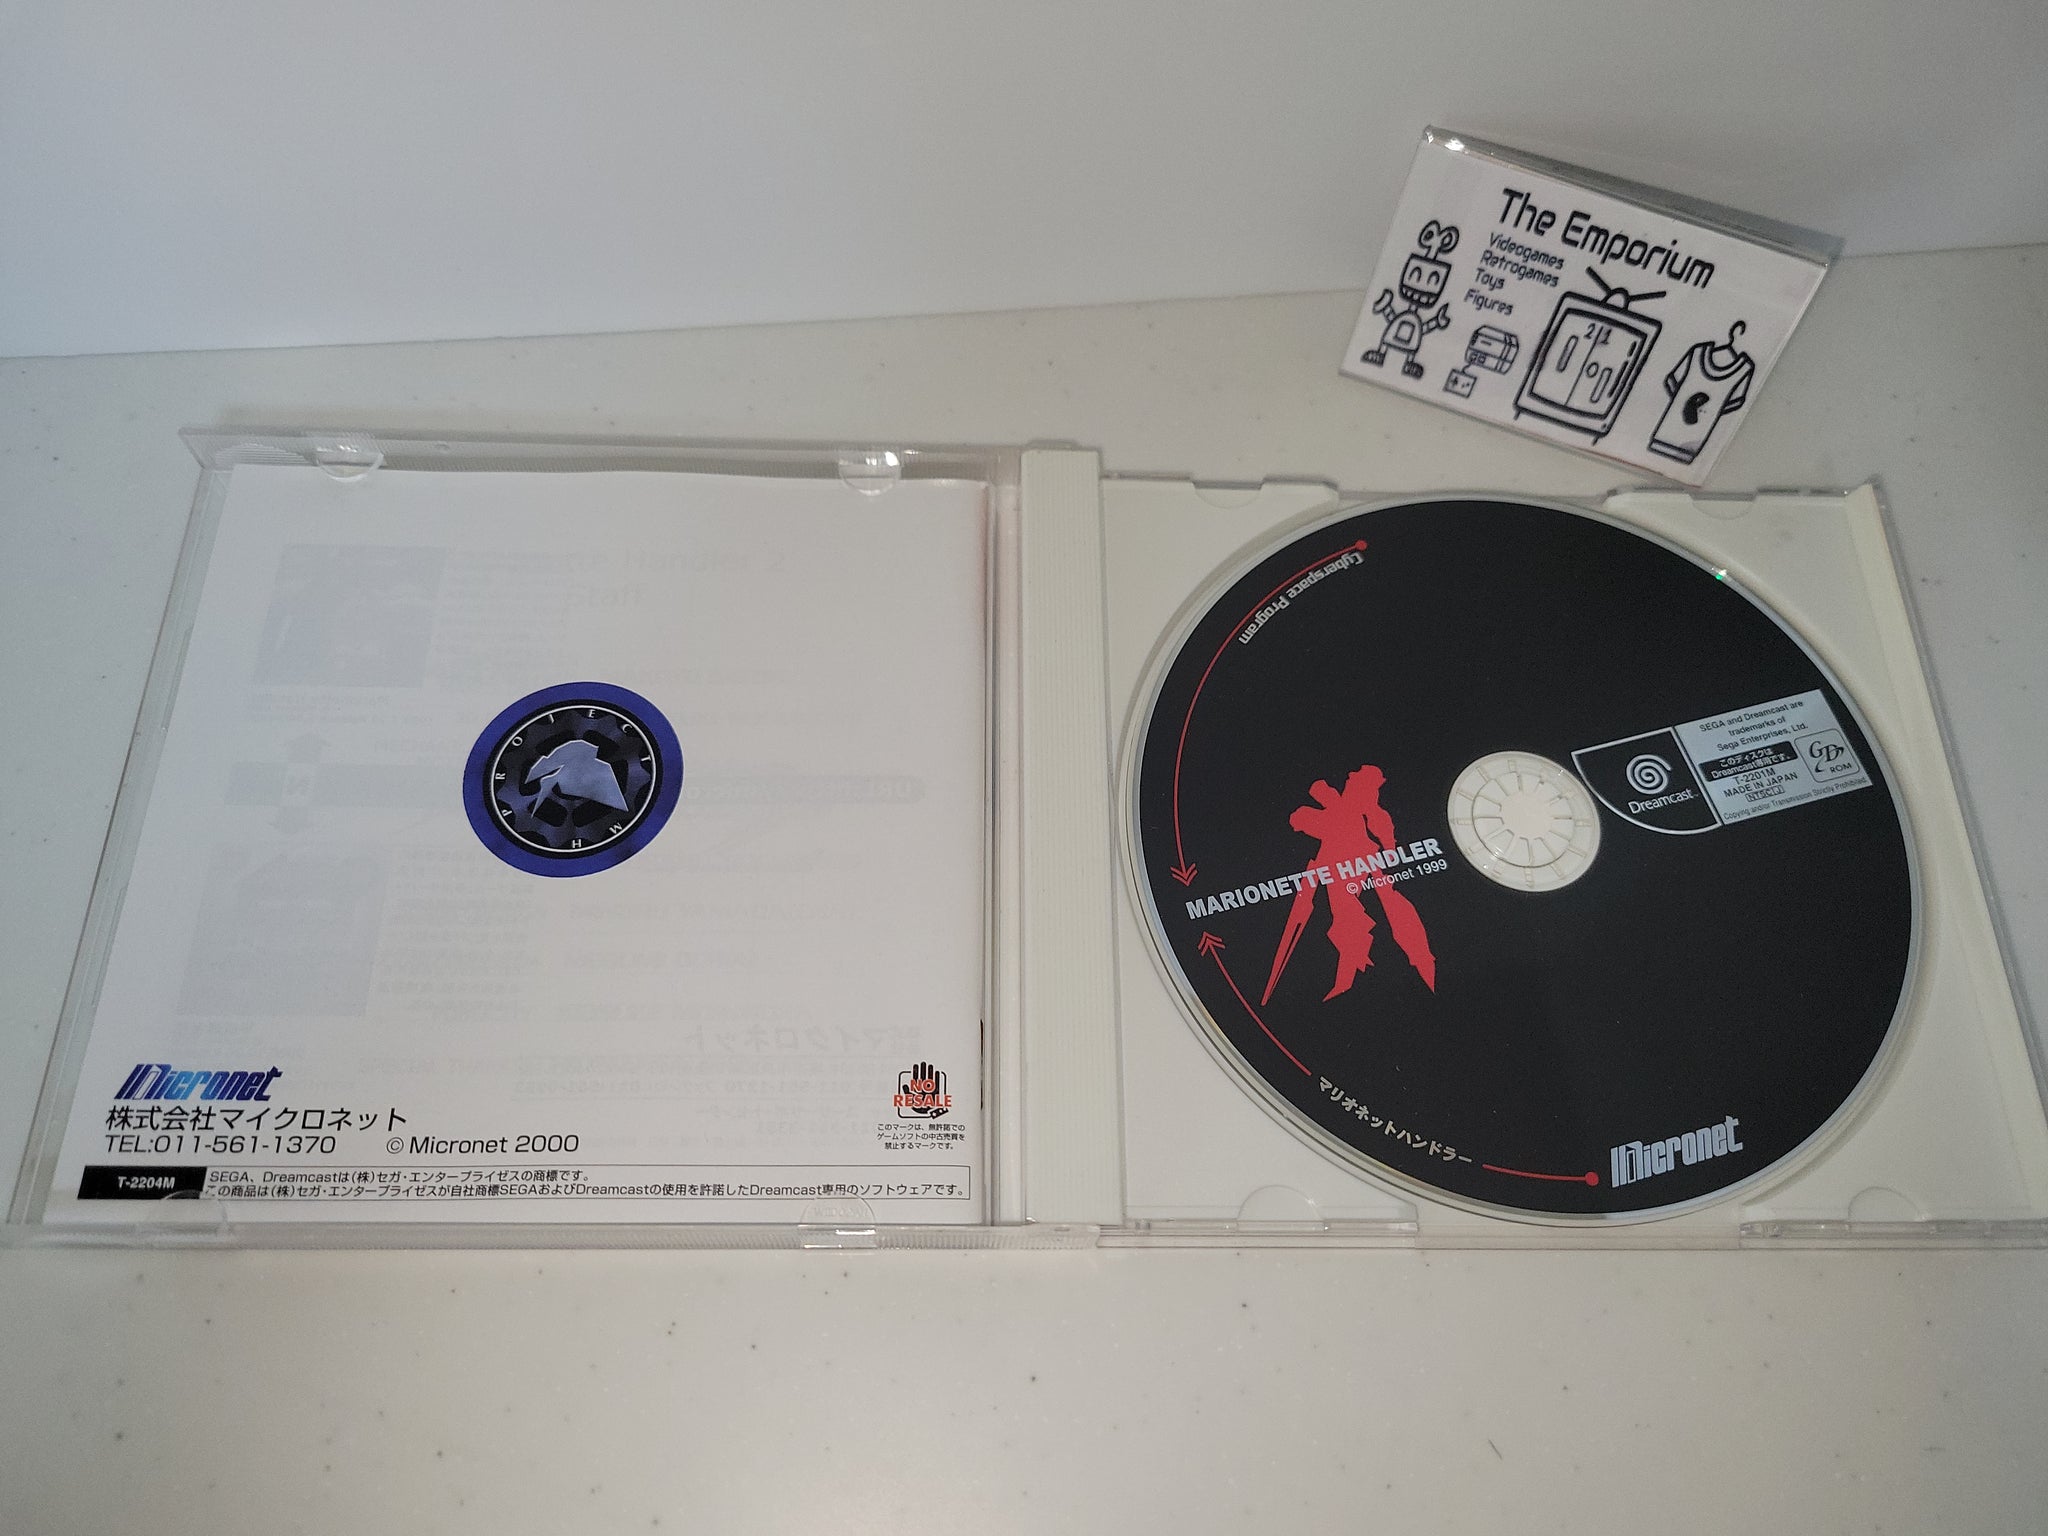 The Emporium
Videogames
Retrogames
Toys
Figures
21
PROJECT M H
Micronet
株式会社マイクロネット
TEL:011-561-1370 © Micronet 2000
NO
RESALE
このマークは、無許諾での
ゲームソフトの中古売買を
禁止するマークです。
T-2204M
SEGA、Dreamcastは(株)セガ・エンタープライゼスの商標です。
この商品は(株)セガ・エンタープライゼスが自社商標SEGAおよびDreamcastの使用を許諾したDreamcast専用のソフトウェアです。
Cyberspace Program
MARIONETTE HANDLER
© Micronet 1999
マリオネットハンドラー
Micronet
Dreamcast
SEGA and Dreamcast are
trademarks of
Sega Enterprises, Ltd.
このディスクは
Dreamcast専用です。
T-2201M
MADE IN JAPAN
NTSC J
GD
ROM
Copying and/or Transmission Strictly Prohibited.